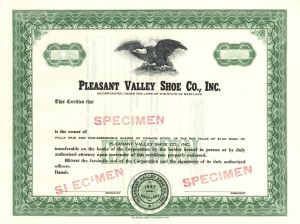 PLEASANT VALLEY SHOE CO., INC.
INCORPORATED UNDER THE LAWS OF THE STATE OF MARYLAND
This Certifies that
SPECIMEN
is the owner of
FULLY PAID AND NON-ASSESSABLE SHARES OF COMMON STOCK OF THE PAR VALUE OF $1.00 EACH OF
PLEASANT VALLEY SHOE CO., INC.
transferable on the books of the Corporation by the holder hereof in person or by duly
authorized attorney upon surrender of this certificate properly endorsed.
Witness the facsimile seal of the Corporation and the signatures of its duly authorized
officers.
Dated:
SPECIMEN
SPECIMEN
1947
MARYLAND
SECRETARY
PRESIDENT